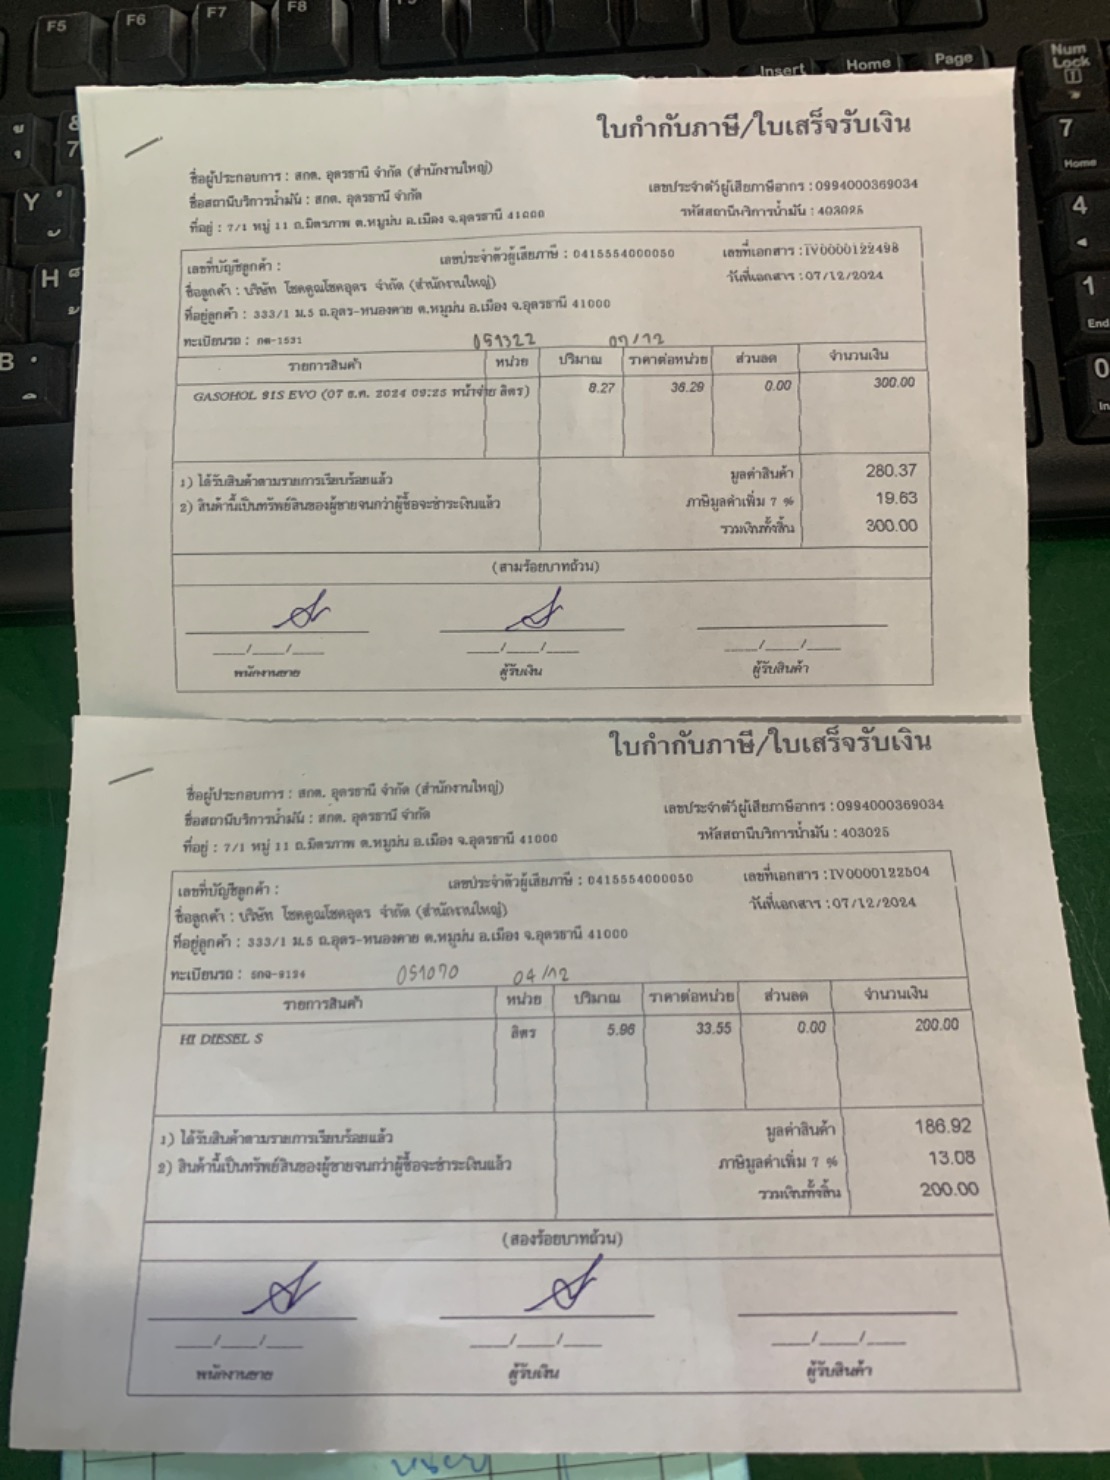 F5
F6
F7
F8
Insert
Home
Page
Num
Lock
7
Home
4
1
End
0
In
Y
H
B
ใบกำกับภาษี/ใบเสร็จรับเงิน
ชื่อผู้ประกอบการ : สกต. อุดรธานี จำกัด (สำนักงานใหญ่)
เลขประจำตัวผู้เสียภาษีอากร : 0994000369034
ชื่อสถานีบริการน้ำมัน : สกต. อุดรธานี จำกัด
รหัสสถานีบริการน้ำมัน : 403025
ที่อยู่ : 7/1 หมู่ 11 ถ.มิตรภาพ ต.หมูม่น อ.เมือง จ.อุดรธานี 41000
เลขที่บัญชีลูกค้า : เลขประจำตัวผู้เสียภาษี : 0415554000050 เลขที่เอกสาร : IV0000122498
ชื่อลูกค้า : บริษัท โชคคูณโชคอุดร จำกัด (สำนักงานใหญ่) วันที่เอกสาร : 07/12/2024
ที่อยู่ลูกค้า : 333/1 ม.5 ถ.อุดร-หนองคาย ต.หมูม่น อ.เมือง จ.อุดรธานี 41000
ทะเบียนรถ : กด-1531 051322 07/12
รายการสินค้า หน่วย ปริมาณ ราคาต่อหน่วย ส่วนลด จำนวนเงิน
GASOHOL 91S EVO (07 ธ.ค. 2024 09:25 หน้าจ่าย ลิตร) 8.27 36.29 0.00 300.00
1) ได้รับสินค้าตามรายการเรียบร้อยแล้ว มูลค่าสินค้า 280.37
2) สินค้านี้เป็นทรัพย์สินของผู้ขายจนกว่าผู้ซื้อจะชำระเงินแล้ว ภาษีมูลค่าเพิ่ม 7 % 19.63
รวมเงินทั้งสิ้น 300.00
(สามร้อยบาทถ้วน)
___/___/___ ___/___/___ ___/___/___
พนักงานขาย ผู้รับเงิน ผู้รับสินค้า
ใบกำกับภาษี/ใบเสร็จรับเงิน
ชื่อผู้ประกอบการ : สกต. อุดรธานี จำกัด (สำนักงานใหญ่)
เลขประจำตัวผู้เสียภาษีอากร : 0994000369034
ชื่อสถานีบริการน้ำมัน : สกต. อุดรธานี จำกัด
รหัสสถานีบริการน้ำมัน : 403025
ที่อยู่ : 7/1 หมู่ 11 ถ.มิตรภาพ ต.หมูม่น อ.เมือง จ.อุดรธานี 41000
เลขที่บัญชีลูกค้า : เลขประจำตัวผู้เสียภาษี : 0415554000050 เลขที่เอกสาร : IV0000122504
ชื่อลูกค้า : บริษัท โชคคูณโชคอุดร จำกัด (สำนักงานใหญ่) วันที่เอกสาร : 07/12/2024
ที่อยู่ลูกค้า : 333/1 ม.5 ถ.อุดร-หนองคาย ต.หมูม่น อ.เมือง จ.อุดรธานี 41000
ทะเบียนรถ : 051070 04/12
รายการสินค้า หน่วย ปริมาณ ราคาต่อหน่วย ส่วนลด จำนวนเงิน
HI DIESEL S ลิตร 5.96 33.55 0.00 200.00
1) ได้รับสินค้าตามรายการเรียบร้อยแล้ว มูลค่าสินค้า 186.92
2) สินค้านี้เป็นทรัพย์สินของผู้ขายจนกว่าผู้ซื้อจะชำระเงินแล้ว ภาษีมูลค่าเพิ่ม 7 % 13.08
รวมเงินทั้งสิ้น 200.00
(สองร้อยบาทถ้วน)
___/___/___ ___/___/___ ___/___/___
พนักงานขาย ผู้รับเงิน ผู้รับสินค้า